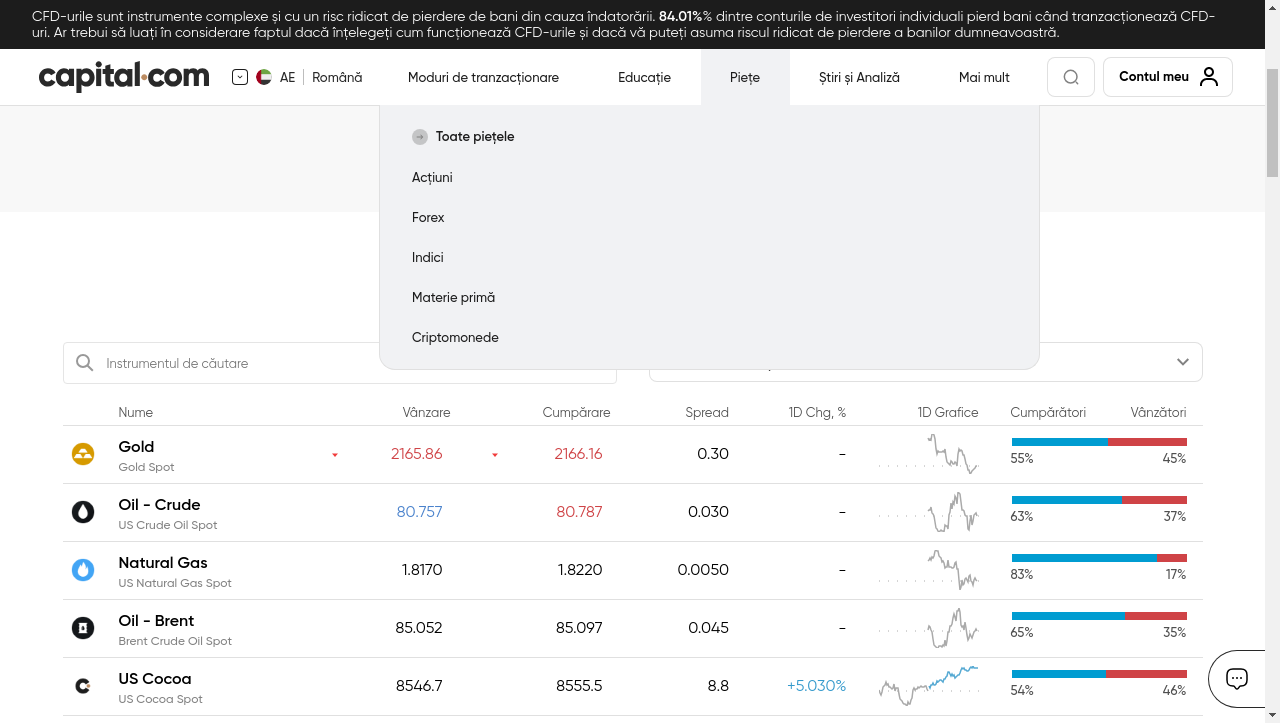 CFD-urile sunt instrumente complexe și cu un risc ridicat de pierdere de bani din cauza îndatorării. 84.01%% dintre conturile de investitori individuali pierd bani când tranzacționează CFD-
uri. Ar trebui să luați în considerare faptul dacă înțelegeți cum funcționează CFD-urile și dacă vă puteți asuma riscul ridicat de pierdere a banilor dumneavoastră.
capital.com AE Română Moduri de tranzacționare Educație Piețe Știri și Analiză Mai mult Contul meu
Toate piețele
Acțiuni
Forex
Indici
Materie primă
Criptomonede
Instrumentul de căutare
Nume Vânzare Cumpărare Spread 1D Chg, % 1D Grafice Cumpărători Vânzători
Gold 2165.86 2166.16 0.30 -
Gold Spot 55% 45%
Oil - Crude 80.757 80.787 0.030 -
US Crude Oil Spot 63% 37%
Natural Gas 1.8170 1.8220 0.0050 -
US Natural Gas Spot 83% 17%
Oil - Brent 85.052 85.097 0.045 -
Brent Crude Oil Spot 65% 35%
US Cocoa 8546.7 8555.5 8.8 +5.030%
US Cocoa Spot 54% 46%